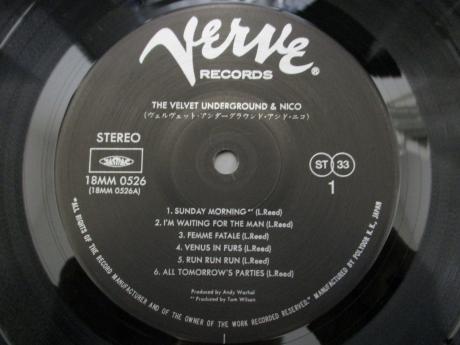 VERVE®
RECORDS
THE VELVET UNDERGROUND & NICO
(ヴェルヴェット・アンダーグラウンド・アンド・ニコ)
STEREO
18MM 0526
(18MM 0526A)
ST 33
1
1. SUNDAY MORNING** (L.Reed)
2. I'M WAITING FOR THE MAN (L.Reed)
3. FEMME FATALE (L.Reed)
4. VENUS IN FURS (L.Reed)
5. RUN RUN RUN (L.Reed)
6. ALL TOMORROW'S PARTIES (L.Reed)
Produced by Andy Warhol
** Produced by Tom Wilson
"ALL RIGHTS OF THE RECORD MANUFACTURER AND OF THE OWNER OF THE WORK RECORDED RESERVED" MANUFACTURED BY POLYDOR K.K., JAPAN